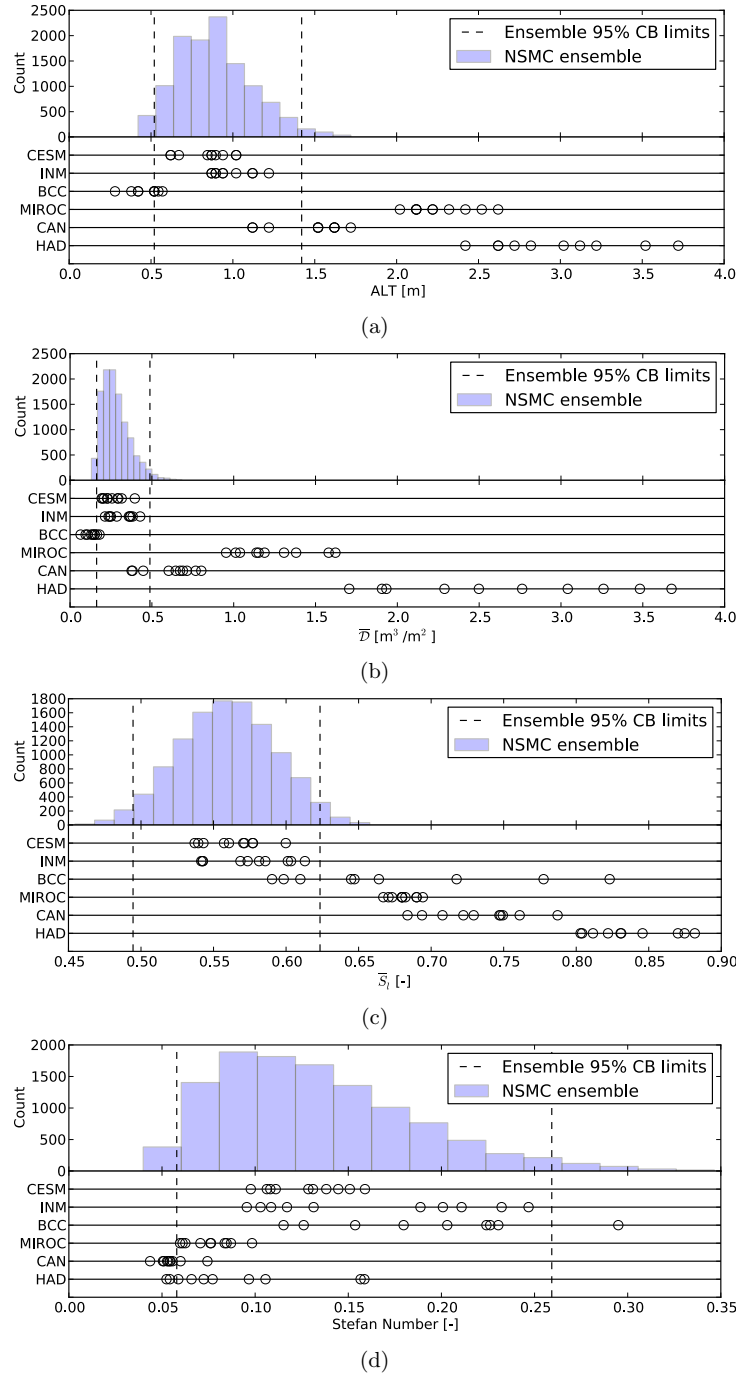 2500
2000
1500
1000
500
0
Count
Ensemble 95% CB limits
NSMC ensemble
CESM
INM
BCC
MIROC
CAN
HAD
0.0 0.5 1.0 1.5 2.0 2.5 3.0 3.5 4.0
ALT [m]
(a)
2500
2000
1500
1000
500
0
Count
Ensemble 95% CB limits
NSMC ensemble
CESM
INM
BCC
MIROC
CAN
HAD
0.0 0.5 1.0 1.5 2.0 2.5 3.0 3.5 4.0
D̅ [m³/m²]
(b)
1800
1600
1400
1200
1000
800
600
400
200
0
Count
Ensemble 95% CB limits
NSMC ensemble
CESM
INM
BCC
MIROC
CAN
HAD
0.45 0.50 0.55 0.60 0.65 0.70 0.75 0.80 0.85 0.90
S̅ₗ [-]
(c)
2000
1500
1000
500
0
Count
Ensemble 95% CB limits
NSMC ensemble
CESM
INM
BCC
MIROC
CAN
HAD
0.00 0.05 0.10 0.15 0.20 0.25 0.30 0.35
Stefan Number [-]
(d)